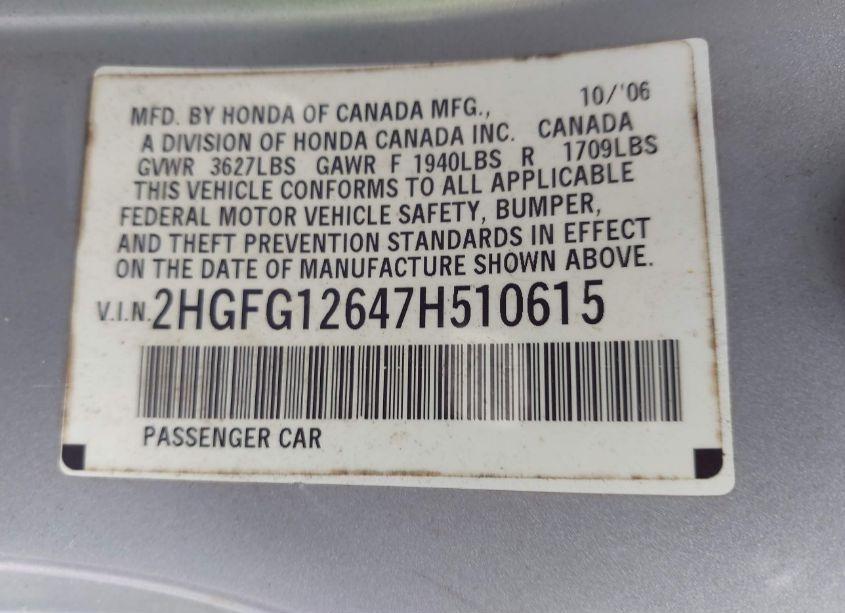 MFD. BY HONDA OF CANADA MFG., 10/'06
A DIVISION OF HONDA CANADA INC. CANADA
GVWR 3627LBS GAWR F 1940LBS R 1709LBS
THIS VEHICLE CONFORMS TO ALL APPLICABLE
FEDERAL MOTOR VEHICLE SAFETY, BUMPER,
AND THEFT PREVENTION STANDARDS IN EFFECT
ON THE DATE OF MANUFACTURE SHOWN ABOVE.
V.I.N. 2HGFG12647H510615
PASSENGER CAR